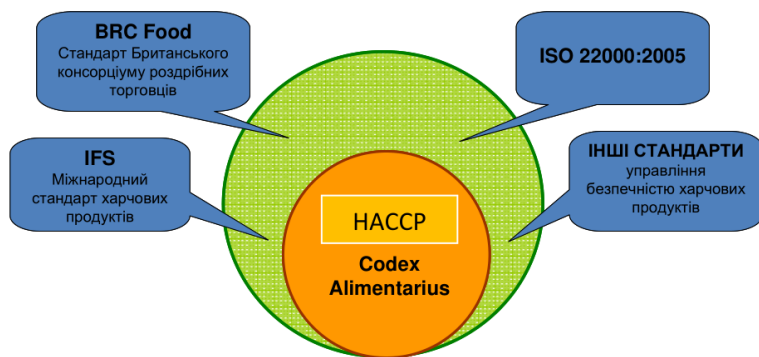 BRC Food
Стандарт Британського
консорціуму роздрібних
торговців
ISO 22000:2005
IFS
Міжнародний
стандарт харчових
продуктів
ІНШІ СТАНДАРТИ
управління
безпечністю харчових
продуктів
HACCP
Codex
Alimentarius